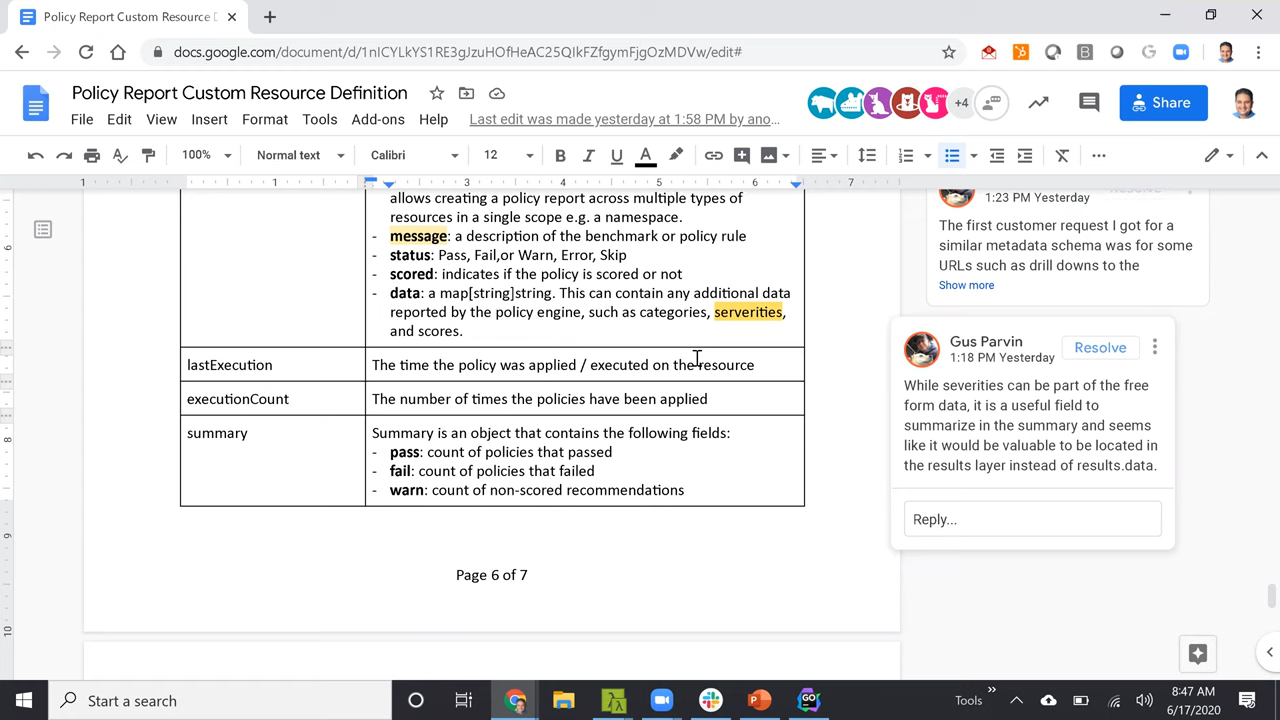 Policy Report Custom Resource D
docs.google.com/document/d/1nICYLkYS1RE3gJzuHOfHeAC25QIkFZfgymFjgOzMDVw/edit#
Policy Report Custom Resource Definition
+4
Share
File Edit View Insert Format Tools Add-ons Help Last edit was made yesterday at 1:58 PM by ano...
100% Normal text Calibri 12
1 1 2 3 4 5 6 7
allows creating a policy report across multiple types of
resources in a single scope e.g. a namespace.
- message: a description of the benchmark or policy rule
- status: Pass, Fail,or Warn, Error, Skip
- scored: indicates if the policy is scored or not
- data: a map[string]string. This can contain any additional data
reported by the policy engine, such as categories, serverities,
and scores.
lastExecution The time the policy was applied / executed on the resource
executionCount The number of times the policies have been applied
summary Summary is an object that contains the following fields:
- pass: count of policies that passed
- fail: count of policies that failed
- warn: count of non-scored recommendations
Page 6 of 7
1:23 PM Yesterday
The first customer request I got for a
similar metadata schema was for some
URLs such as drill downs to the
Show more
Gus Parvin
Resolve
1:18 PM Yesterday
While severities can be part of the free
form data, it is a useful field to
summarize in the summary and seems
like it would be valuable to be located in
the results layer instead of results.data.
Reply...
Type here to search
Tools
8:47 AM
6/17/2020